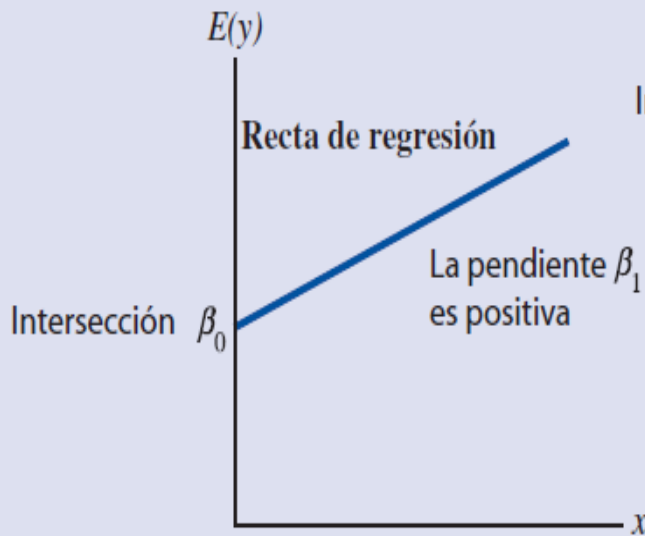 E(y)
Recta de regresión
La pendiente β₁
es positiva
Intersección β₀
x